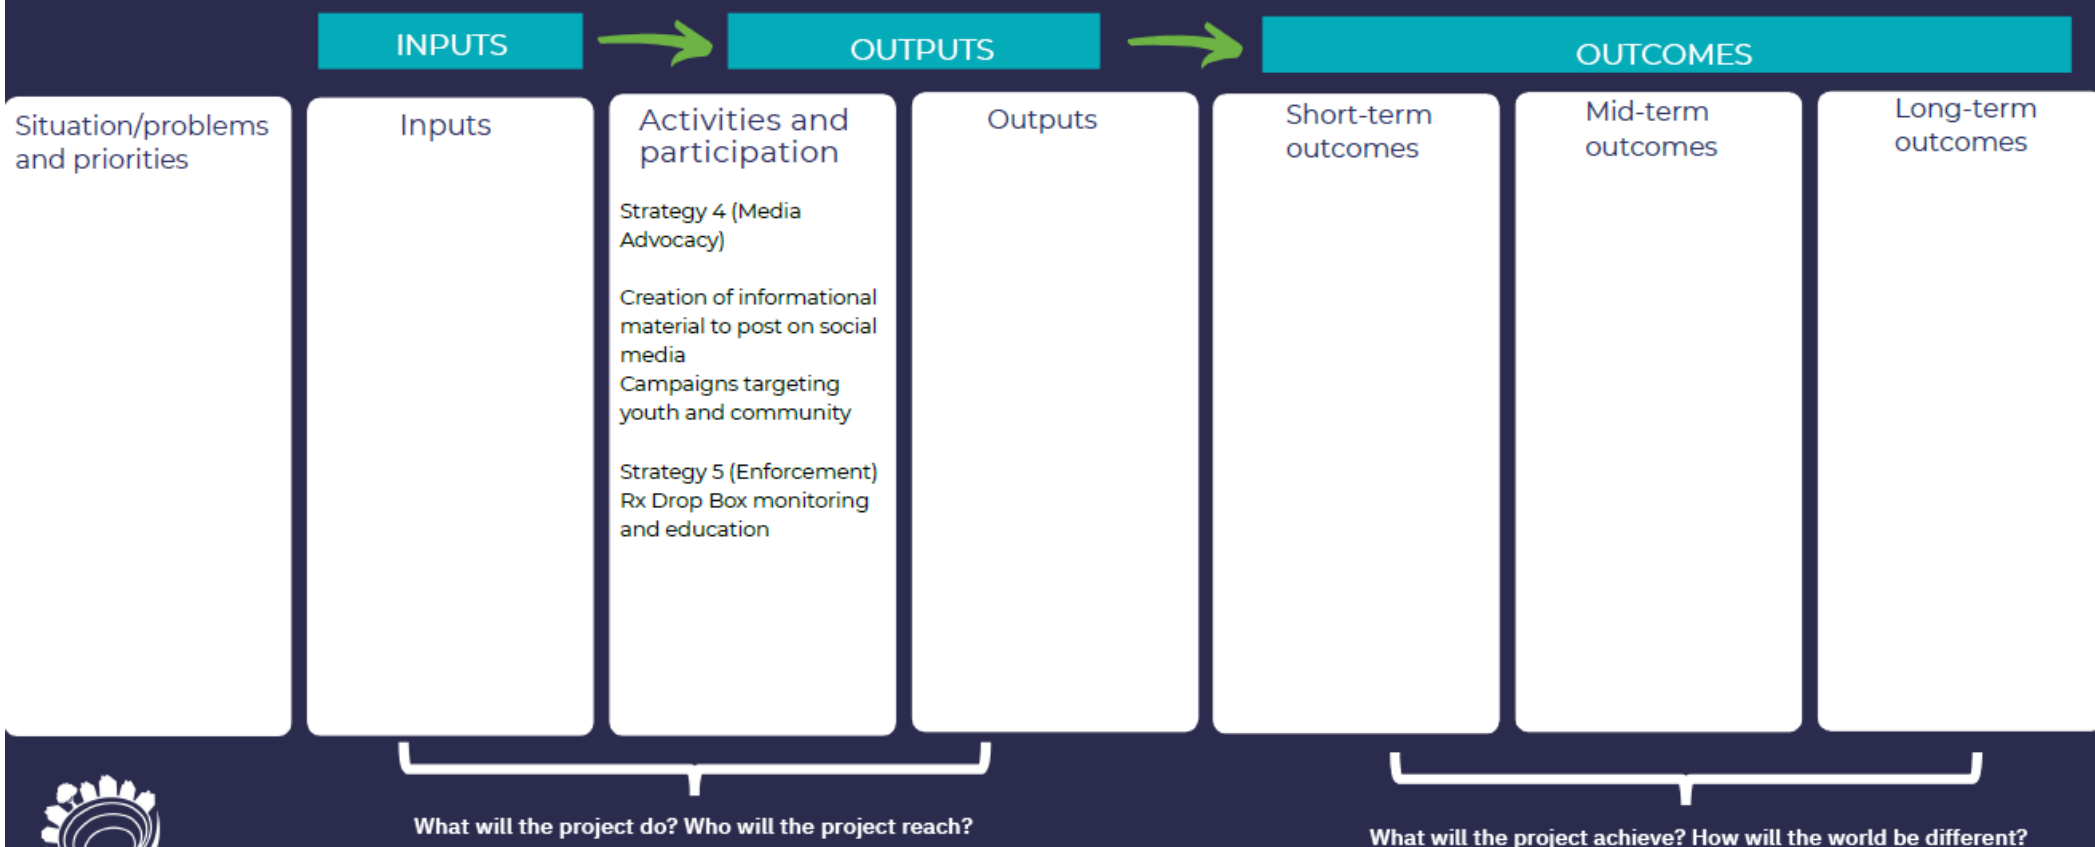 INPUTS
OUTPUTS
OUTCOMES
Situation/problems
and priorities
Inputs
Activities and
participation
Strategy 4 (Media
Advocacy)
Creation of informational
material to post on social
media
Campaigns targeting
youth and community
Strategy 5 (Enforcement)
Rx Drop Box monitoring
and education
Outputs
Short-term
outcomes
Mid-term
outcomes
Long-term
outcomes
What will the project do? Who will the project reach?
What will the project achieve? How will the world be different?